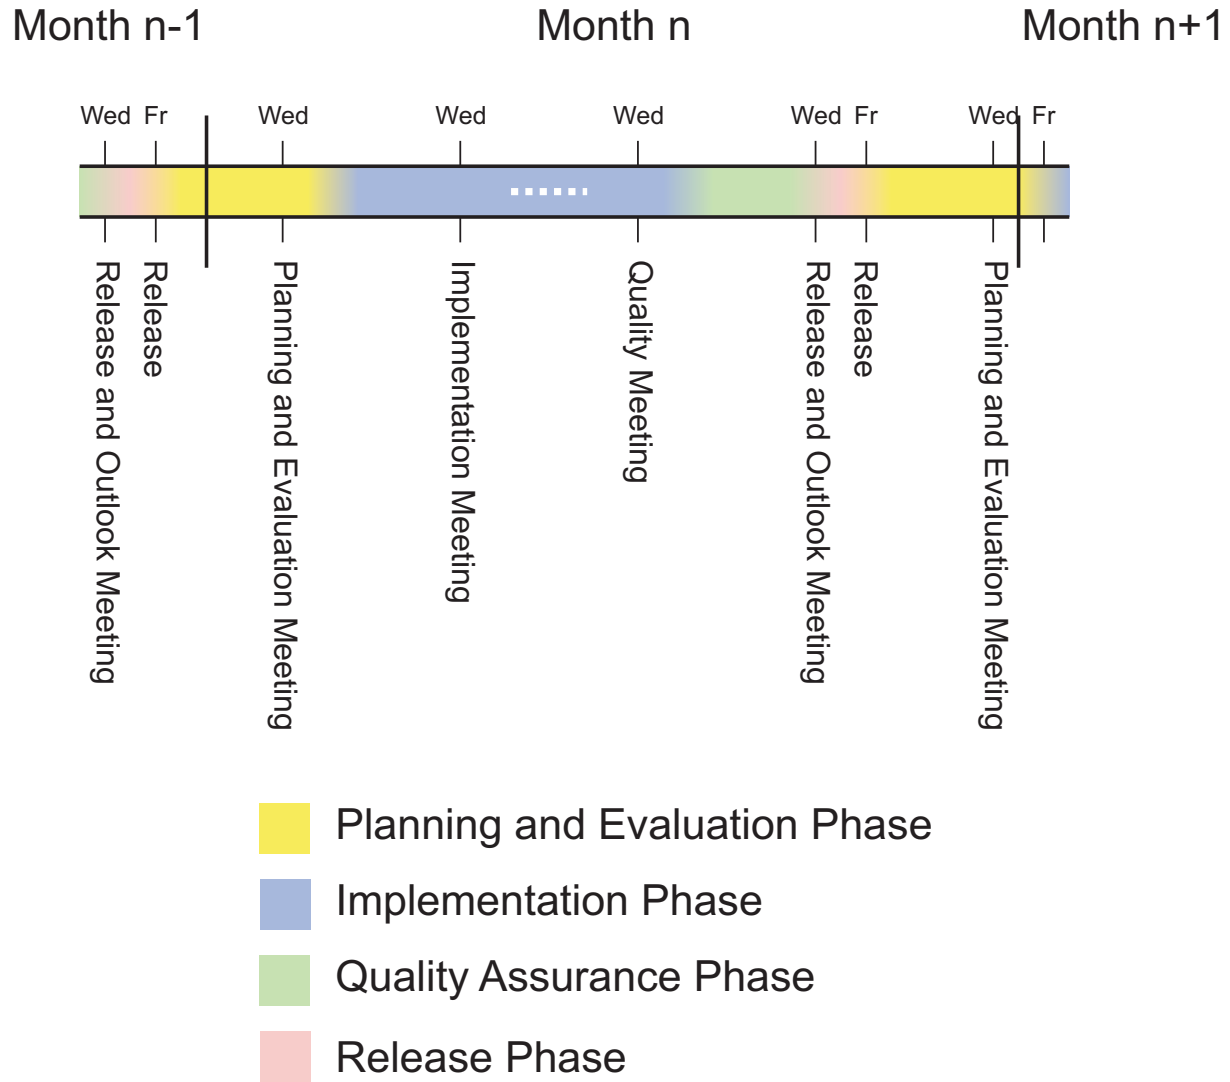 Month n-1 Month n Month n+1
Wed Fr Wed Wed Wed Wed Fr Wed Fr
Release and Outlook Meeting
Release
Planning and Evaluation Meeting
Implementation Meeting
Quality Meeting
Release and Outlook Meeting
Release
Planning and Evaluation Meeting
Planning and Evaluation Phase
Implementation Phase
Quality Assurance Phase
Release Phase